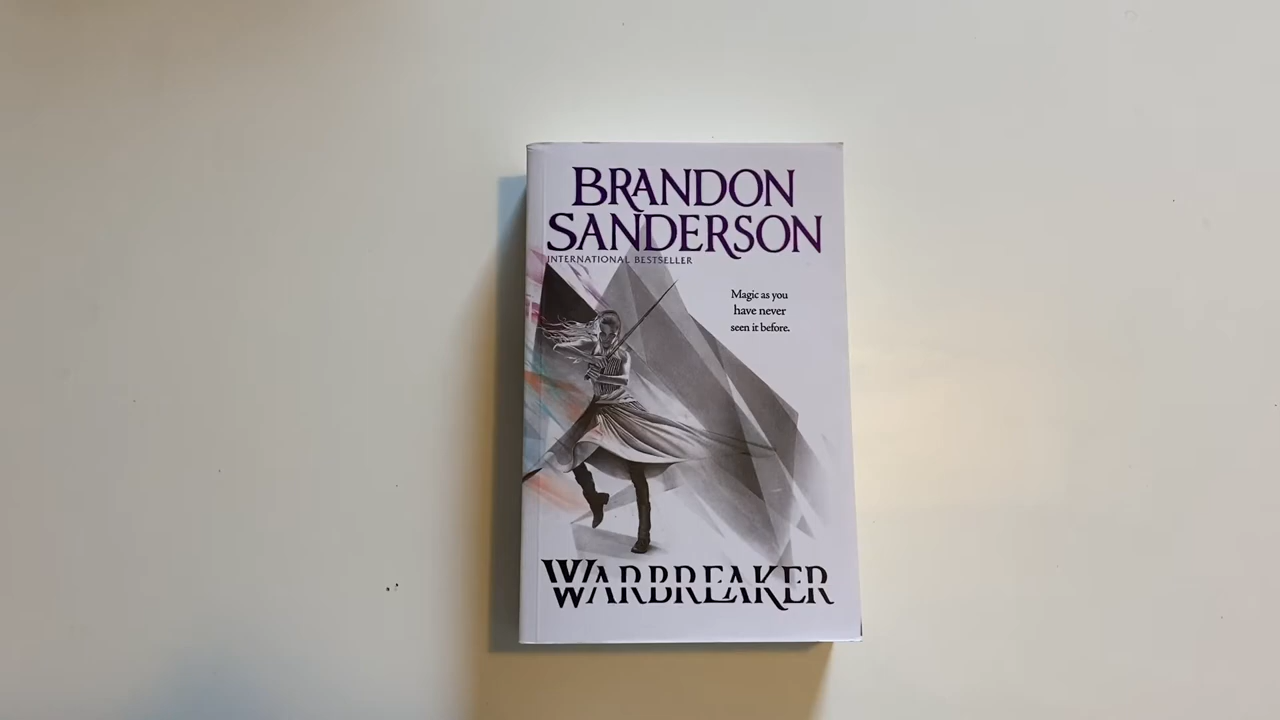 BRANDON
SANDERSON
INTERNATIONAL BESTSELLER
Magic as you
have never
seen it before.
WARBREAKER